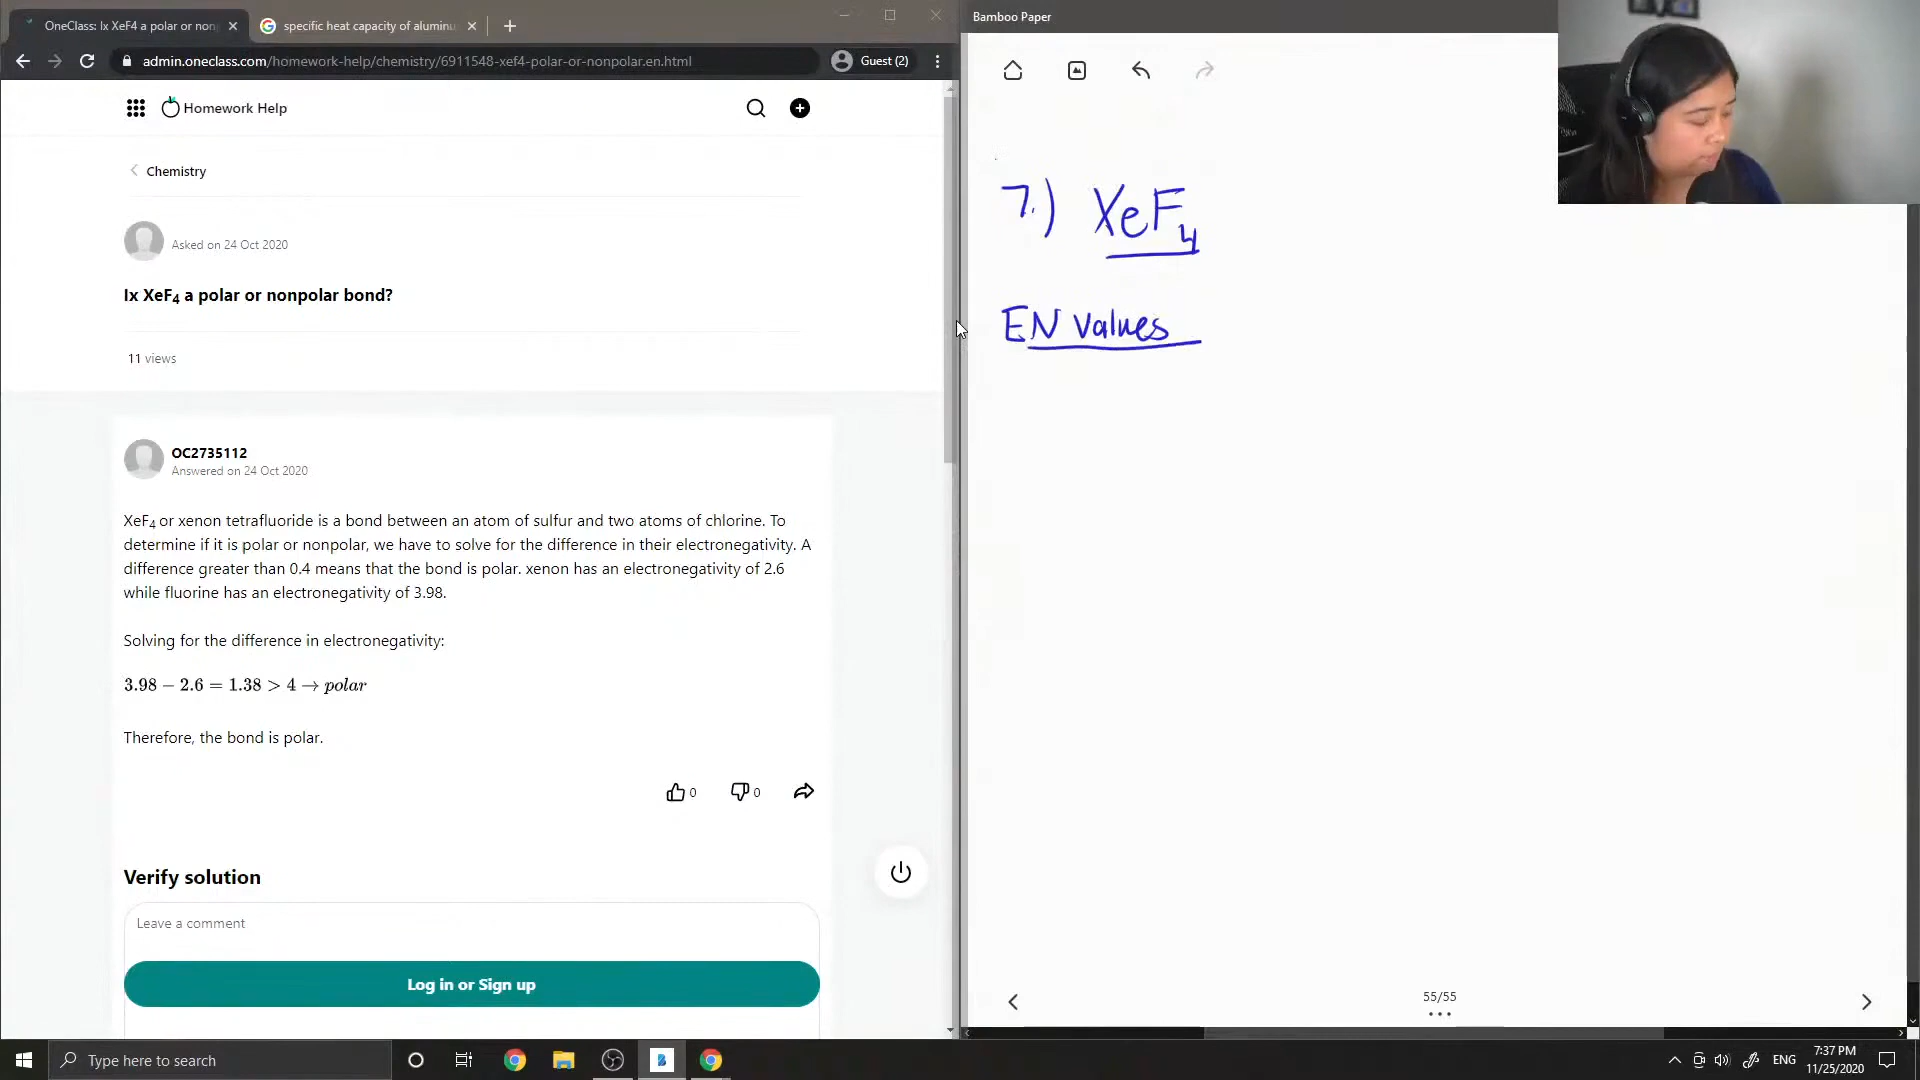 OneClass: Ix XeF4 a polar or non
specific heat capacity of aluminu
admin.oneclass.com/homework-help/chemistry/6911548-xef4-polar-or-nonpolar.en.html
Guest (2)
Homework Help
Chemistry
Asked on 24 Oct 2020
Ix XeF4 a polar or nonpolar bond?
11 views
OC2735112
Answered on 24 Oct 2020
XeF4 or xenon tetrafluoride is a bond between an atom of sulfur and two atoms of chlorine. To
determine if it is polar or nonpolar, we have to solve for the difference in their electronegativity. A
difference greater than 0.4 means that the bond is polar. xenon has an electronegativity of 2.6
while fluorine has an electronegativity of 3.98.
Solving for the difference in electronegativity:
3.98 − 2.6 = 1.38 > 4 → polar
Therefore, the bond is polar.
0
0
Verify solution
Leave a comment
Log in or Sign up
Bamboo Paper
7.) XeF4
EN Values
55/55
Type here to search
ENG
7:37 PM
11/25/2020